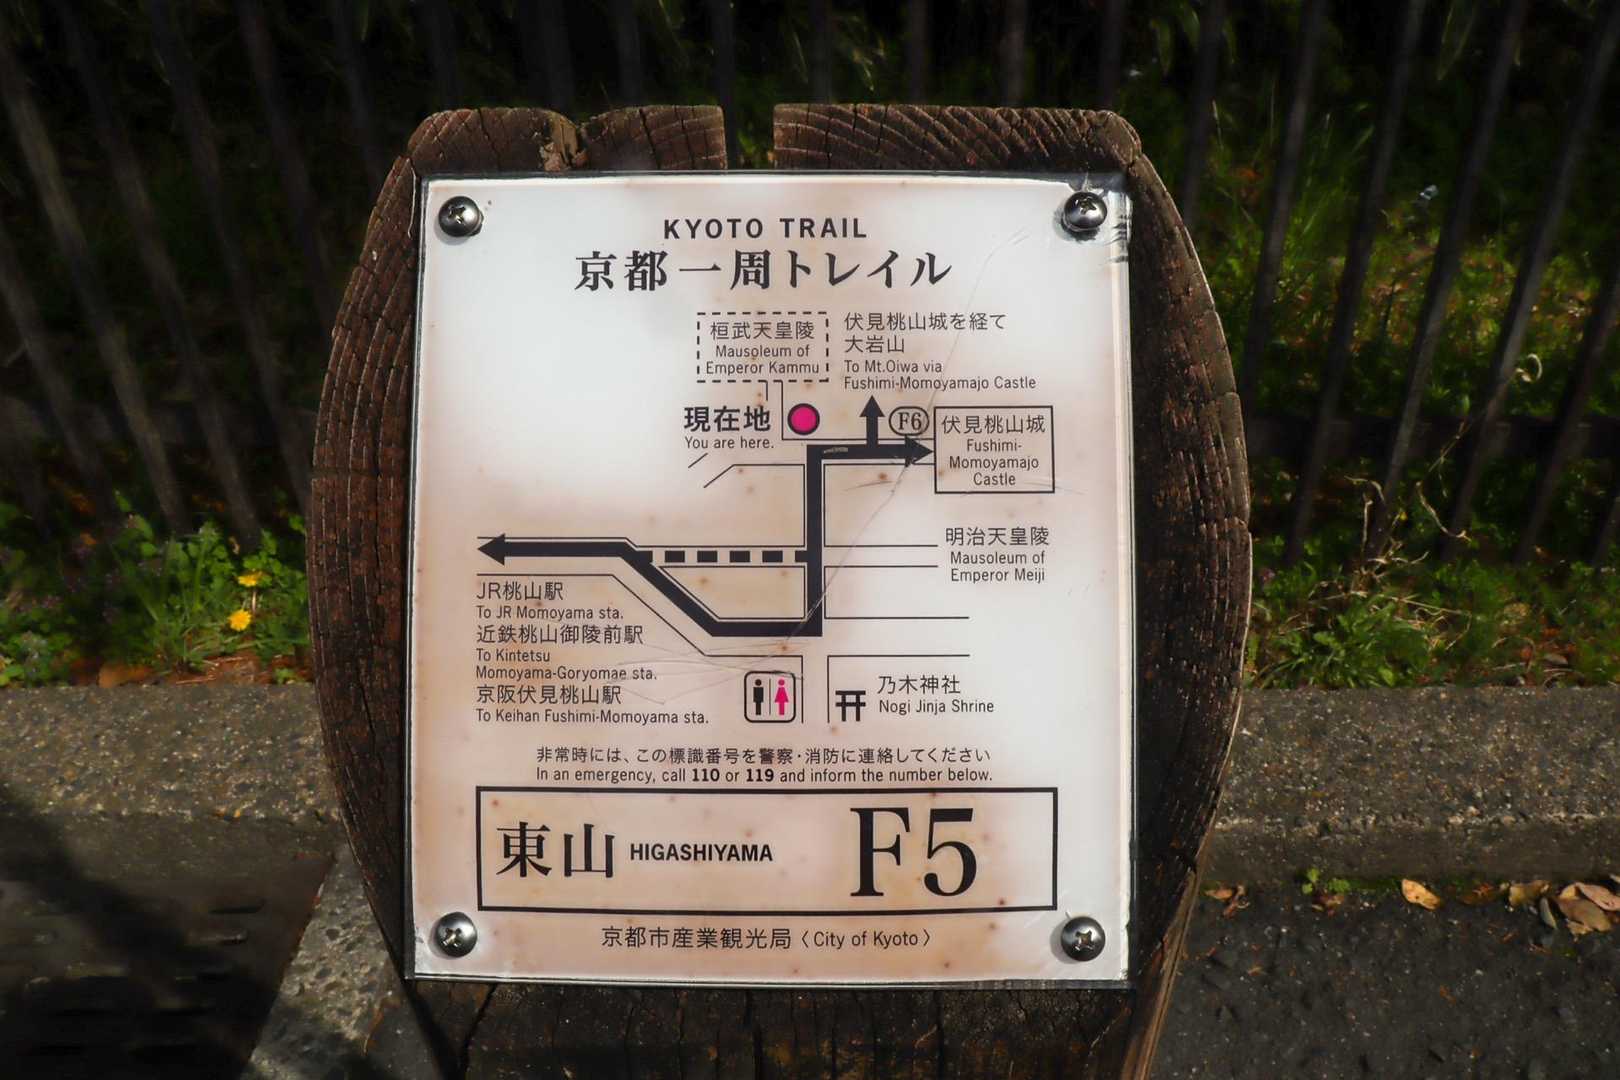 KYOTO TRAIL
京都一周トレイル
桓武天皇陵
Mausoleum of
Emperor Kammu
伏見桃山城を経て
大岩山
To Mt.Oiwa via
Fushimi-Momoyamajo Castle
現在地
You are here.
F6
伏見桃山城
Fushimi-
Momoyamajo
Castle
明治天皇陵
Mausoleum of
Emperor Meiji
JR桃山駅
To JR Momoyama sta.
近鉄桃山御陵前駅
To Kintetsu
Momoyama-Goryomae sta.
京阪伏見桃山駅
To Keihan Fushimi-Momoyama sta.
乃木神社
Nogi Jinja Shrine
非常時には、この標識番号を警察・消防に連絡してください
In an emergency, call 110 or 119 and inform the number below.
東山 HIGASHIYAMA F5
京都市産業観光局〈City of Kyoto〉